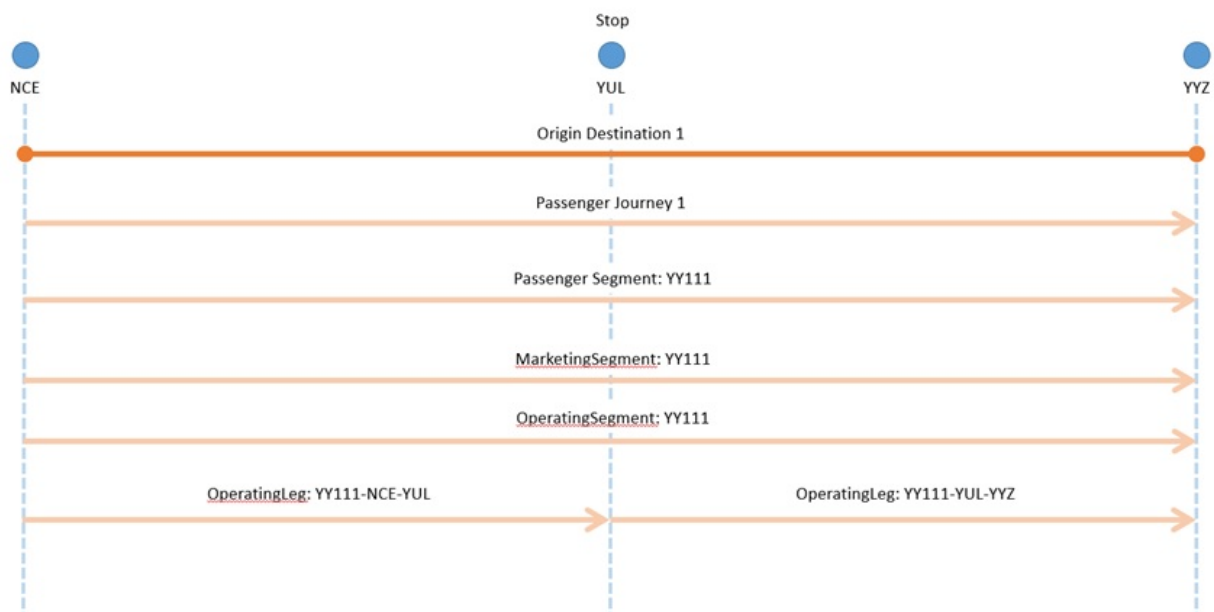 Stop
NCE
YUL
YYZ
Origin Destination 1
Passenger Journey 1
Passenger Segment: YY111
MarketingSegment: YY111
OperatingSegment: YY111
OperatingLeg: YY111-NCE-YUL
OperatingLeg: YY111-YUL-YYZ